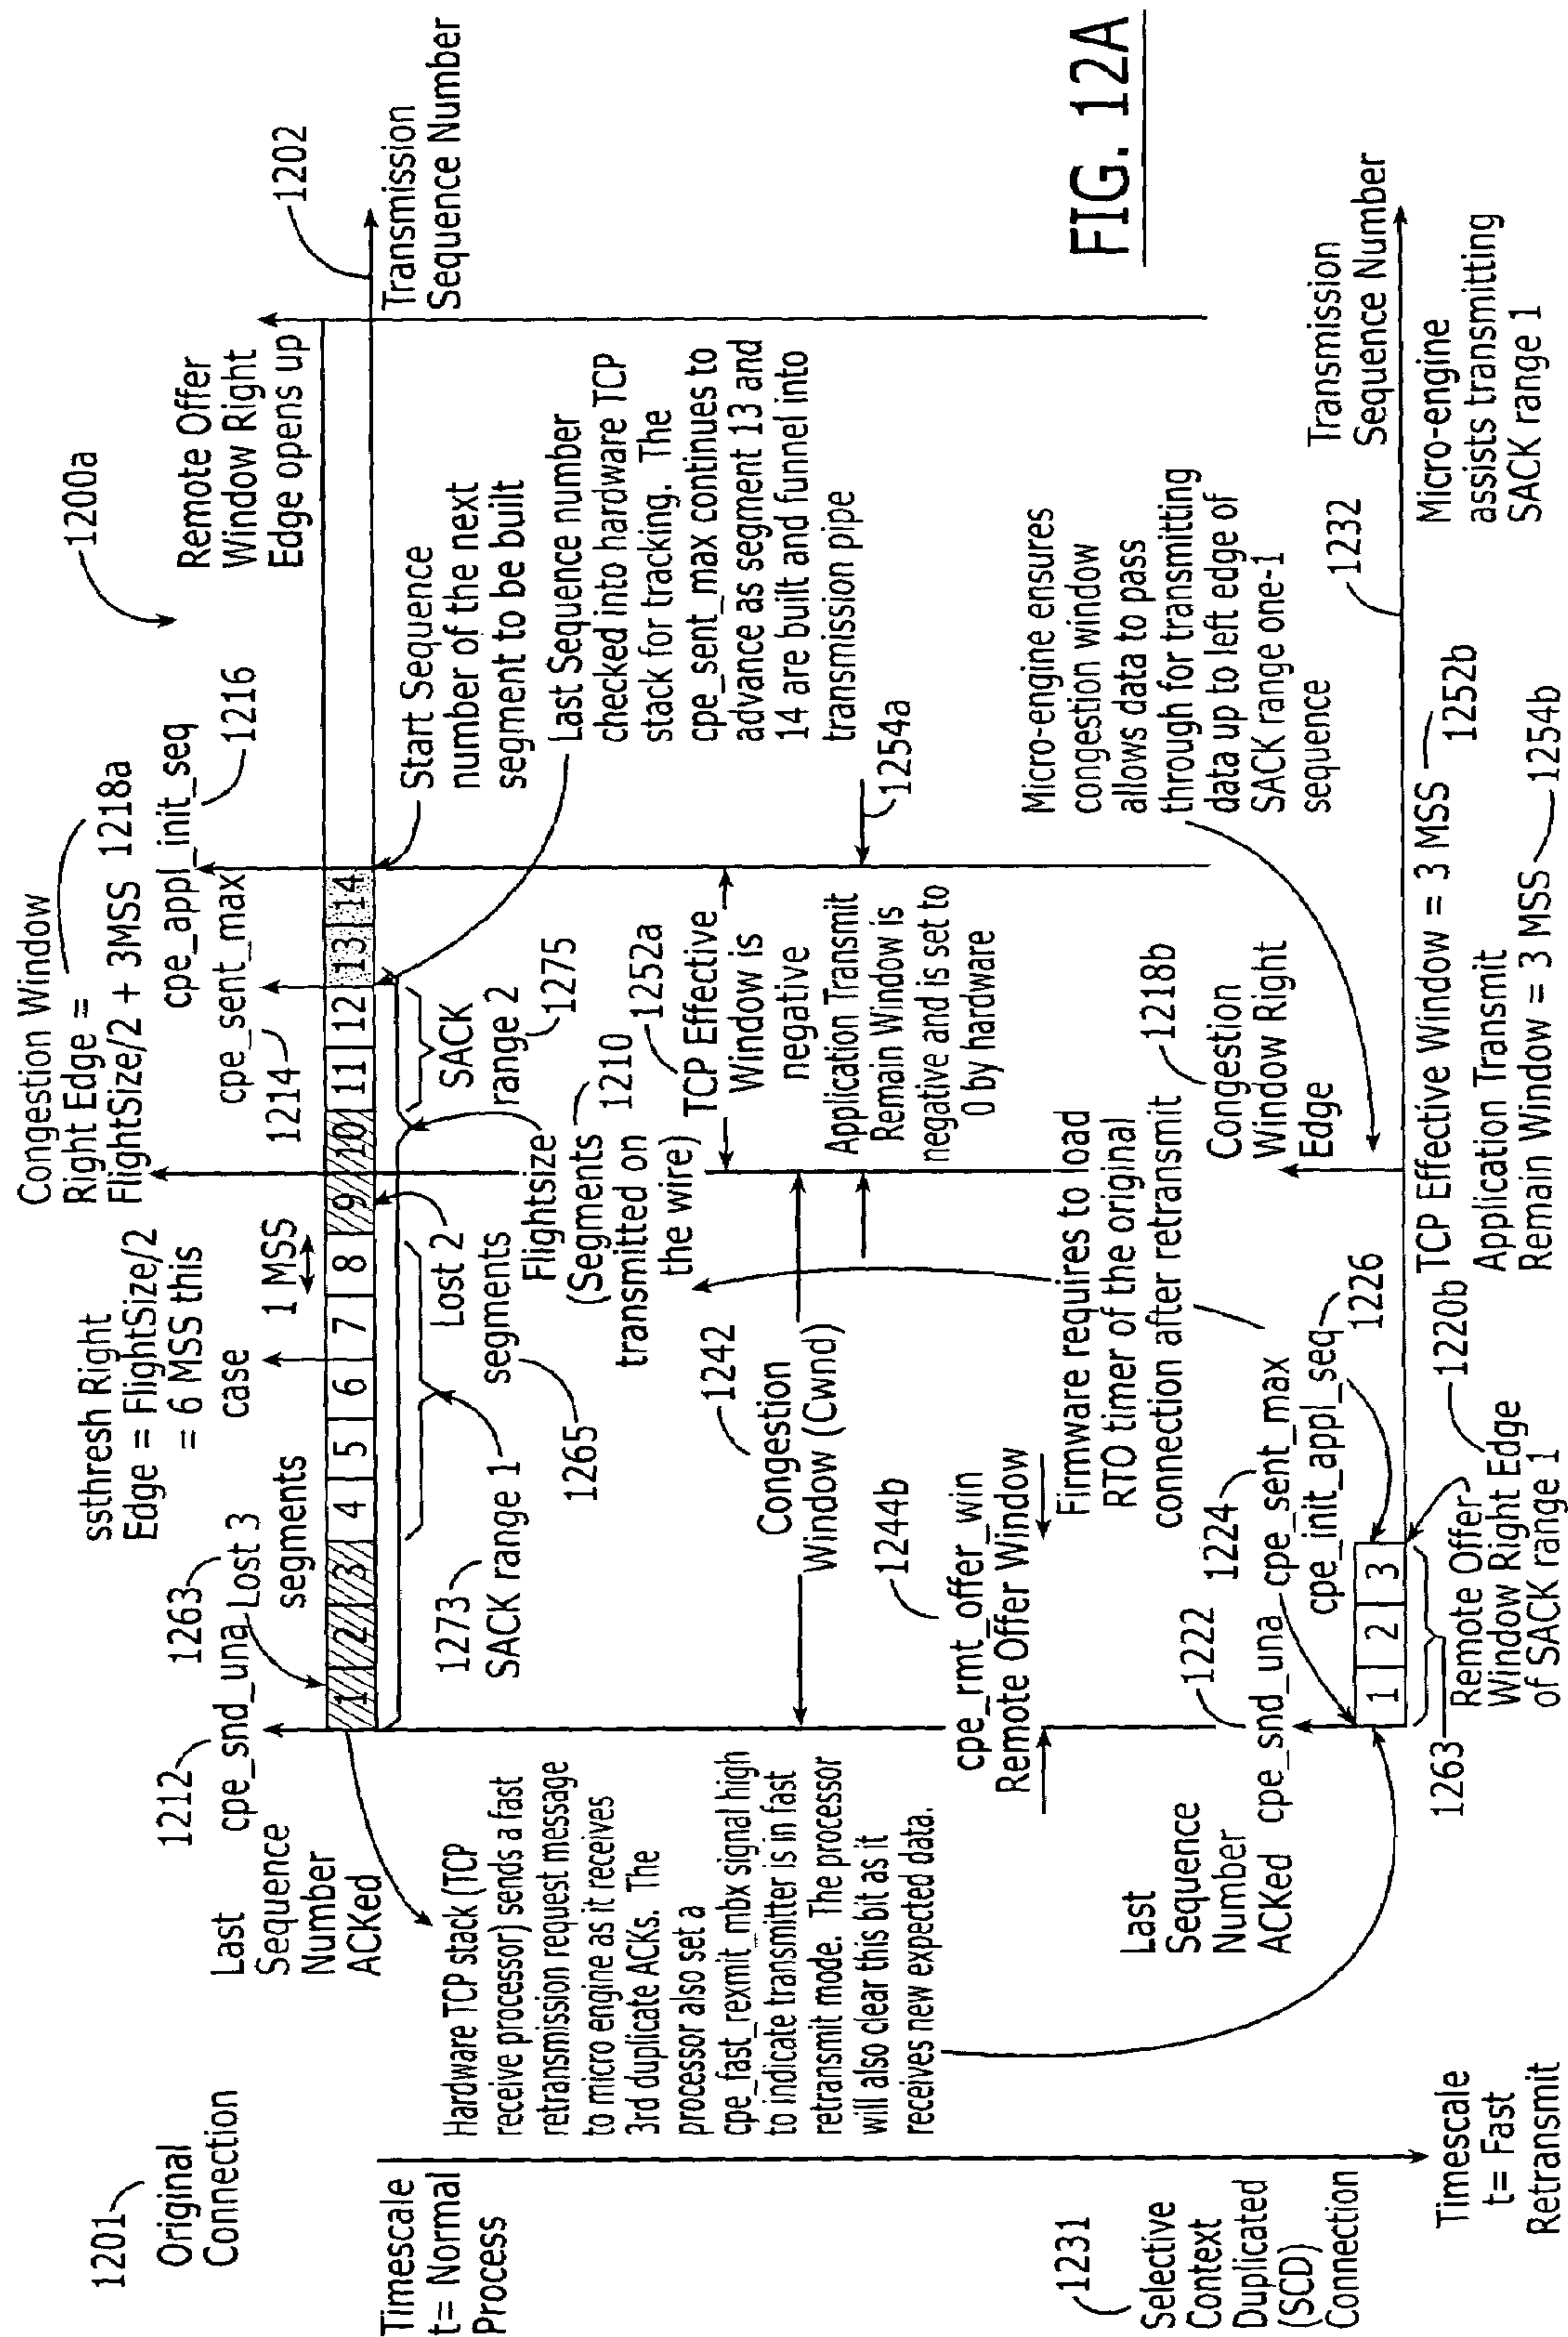 1201
Original
Connection
Timescale
t= Normal
Process
1231
Selective
Context
Duplicated
(SCD)
Connection
Timescale
t= Fast
Retransmit
1200a
1212
Last
Sequence
Number
ACKed
cpe_snd_una
1263
Lost 3
segments
ssthresh Right
Edge = FlightSize/2
= 6 MSS this
case
1 MSS
Congestion Window
Right Edge =
FlightSize/2 + 3MSS
1218a
cpe_sent_max
1214
cpe_appl_init_seq
1216
Remote Offer
Window Right
Edge opens up
1202
Transmission
Sequence Number
1 2 3 4 5 6 7 8 9 10 11 12 13 14
1273
SACK range 1
Lost 2
segments
1265
Flightsize
(Segments
transmitted on
the wire)
1210
SACK
range 2
1275
Start Sequence
number of the next
segment to be built
Last Sequence number
checked into hardware TCP
stack for tracking. The
cpe_sent_max continues to
advance as segment 13 and
14 are built and funnel into
transmission pipe
Hardware TCP stack (TCP
receive processor) sends a fast
retransmission request message
to micro engine as it receives
3rd duplicate ACKs. The
processor also set a
cpe_fast_rexmit_mbx signal high
to indicate transmitter is in fast
retransmit mode. The processor
will also clear this bit as it
receives new expected data.
1242
Congestion
Window (Cwnd)
1252a
TCP Effective
Window is
negative
Application Transmit
Remain Window is
negative and is set to
0 by hardware
1254a
1244b
cpe_rmt_offer_win
Remote Offer Window
Firmware requires to load
RTO timer of the original
connection after retransmit
Micro-engine ensures
congestion window
allows data to pass
through for transmitting
data up to left edge of
SACK range one-1
sequence
FIG. 12A
Last
Sequence
Number
ACKed
1222
cpe_snd_una
1224
cpe_sent_max
cpe_init_appl_seq
1226
1218b
Congestion
Window Right
Edge
1232
Transmission
Sequence Number
1 2 3
1263
Remote Offer
Window Right Edge
of SACK range 1
1220b
TCP Effective Window = 3 MSS
1252b
Application Transmit
Remain Window = 3 MSS
1254b
Micro-engine
assists transmitting
SACK range 1